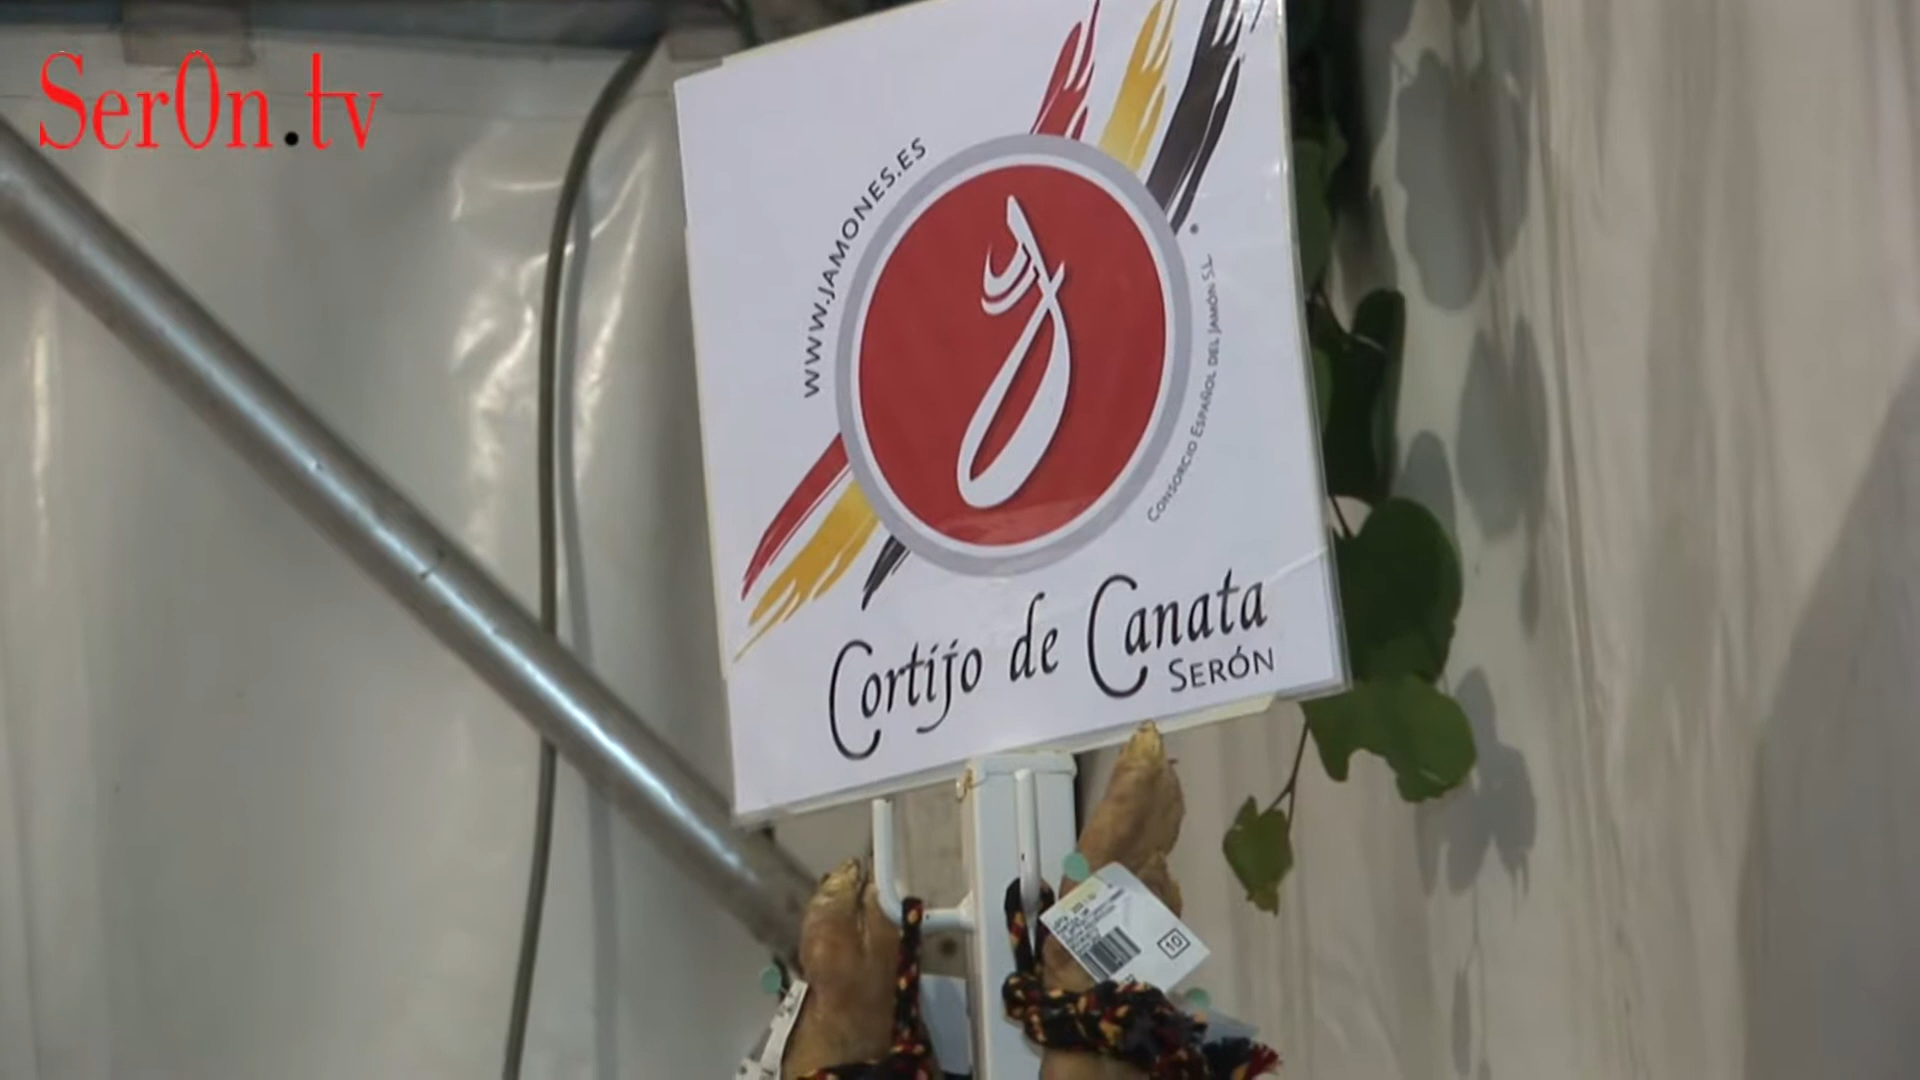 Ser0n.tv
WWW.JAMONES.ES
CONSORCIO ESPAÑOL DEL JAMÓN S.L.
Cortijo de Canata
SERÓN
10